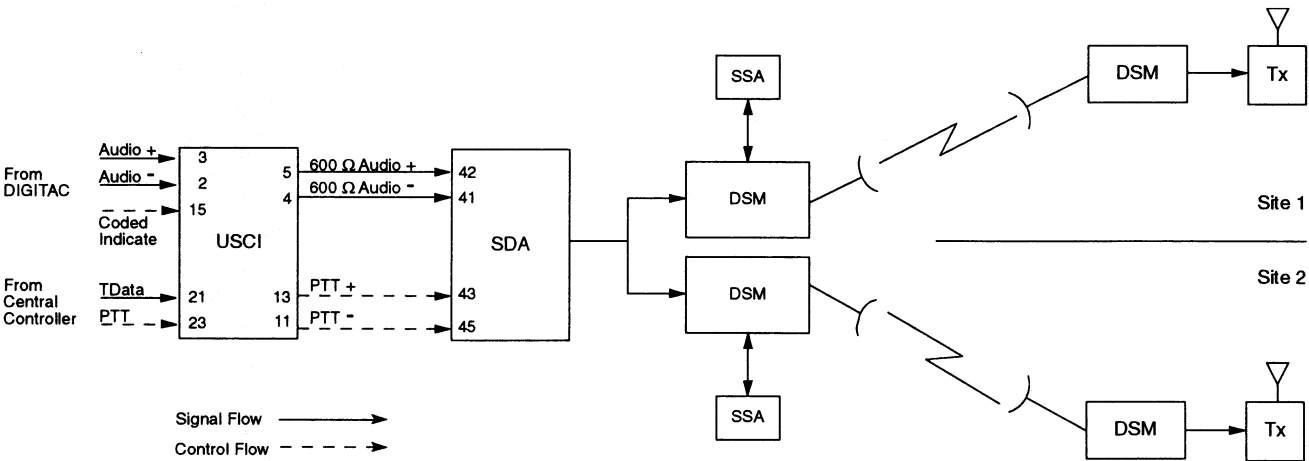 SSA
DSM
Tx
Audio +
3
From
DIGITAC
Audio -
2
5
600 Ω Audio +
42
4
600 Ω Audio -
41
DSM
15
Coded
Indicate
USCI
SDA
Site 1
Site 2
From
Central
Controller
TData
21
13
PTT +
43
DSM
PTT
23
11
PTT -
45
SSA
DSM
Tx
Signal Flow
Control Flow